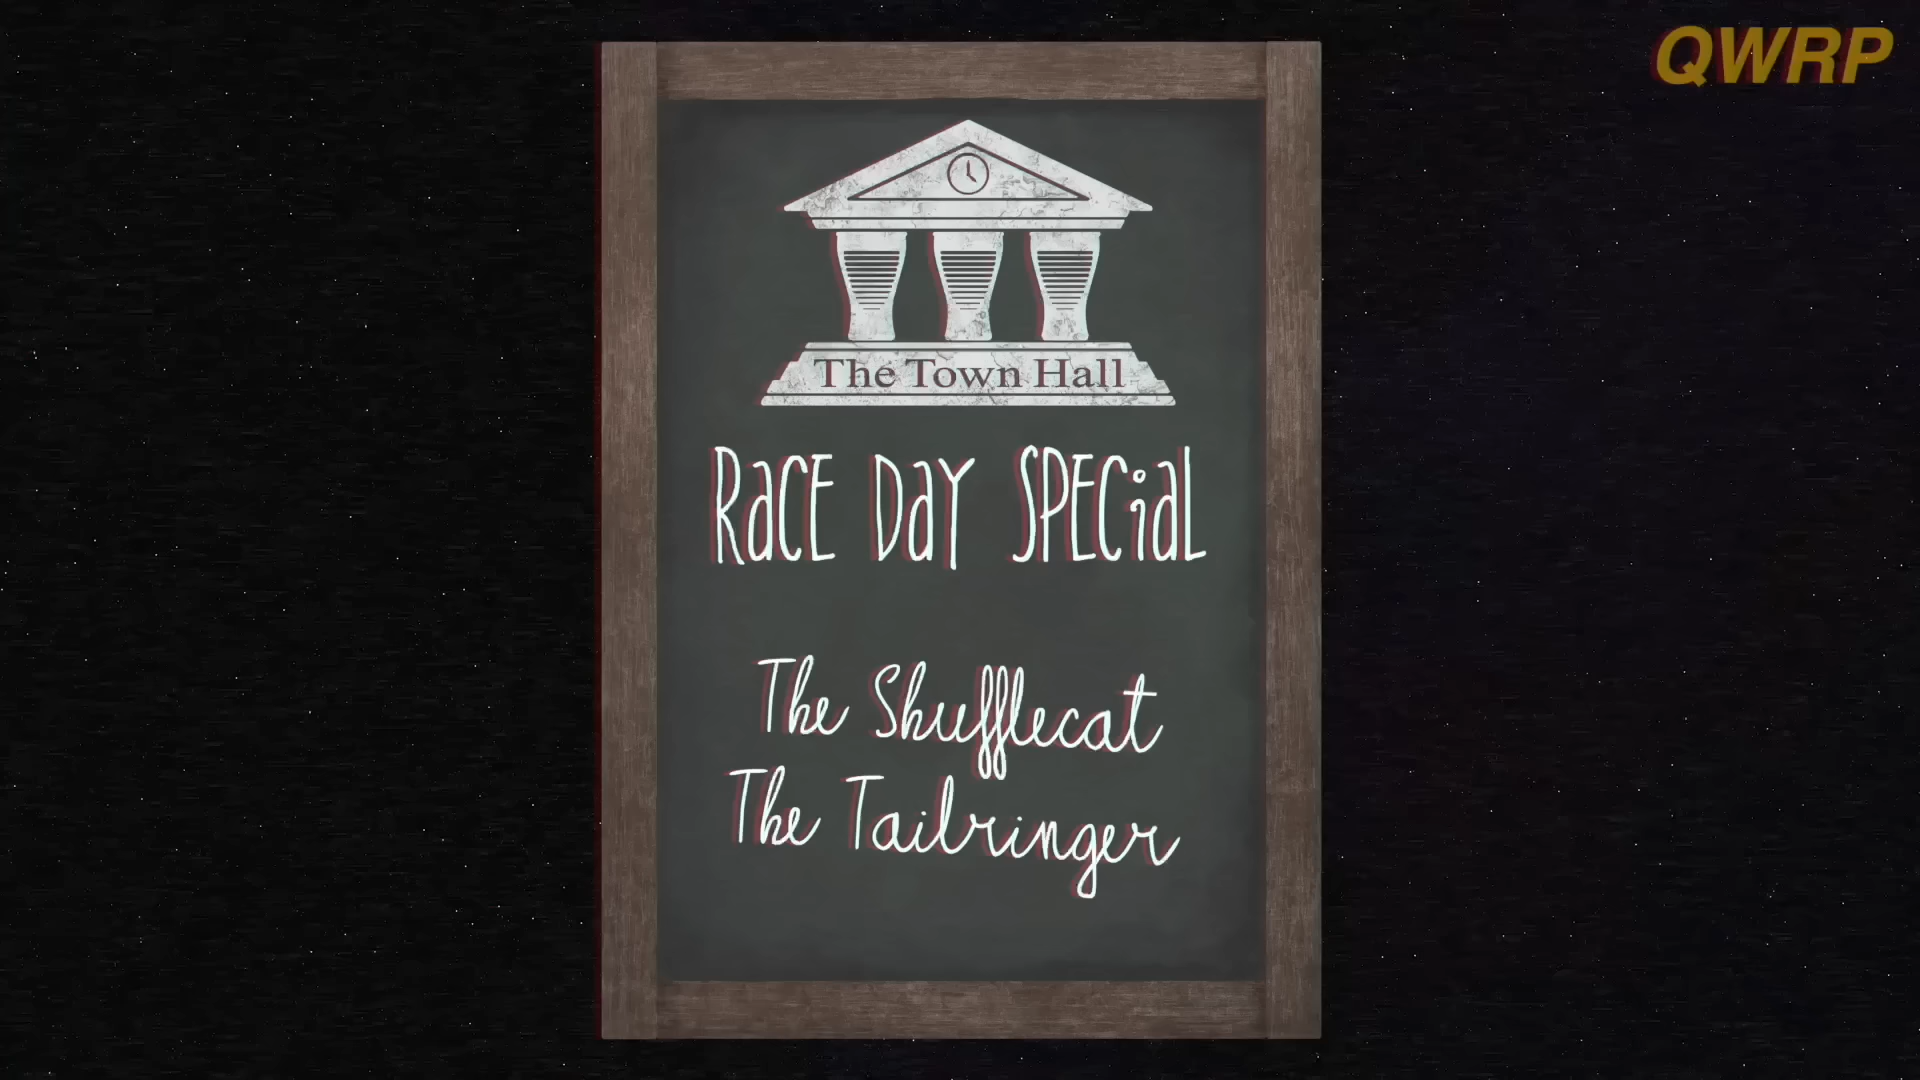 QWRP
The Town Hall
RaCE DaY SPECiaL
The Shufflecat
The Tailringer